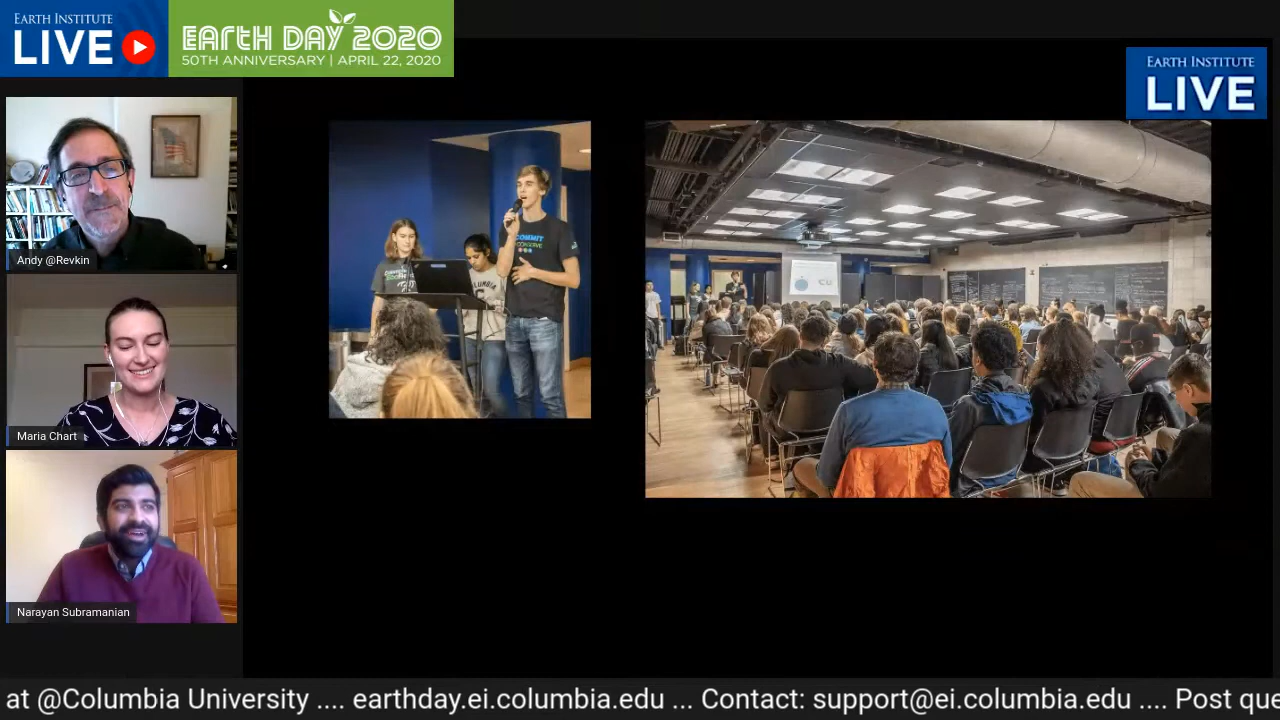 EARTH INSTITUTE
LIVE
EARTH DAY 2020
50TH ANNIVERSARY | APRIL 22, 2020
EARTH INSTITUTE
LIVE
Andy @Revkin
COMMIT
Maria Chart
Narayan Subramanian
at @Columbia University .... earthday.ei.columbia.edu ... Contact: support@ei.columbia.edu .... Post que